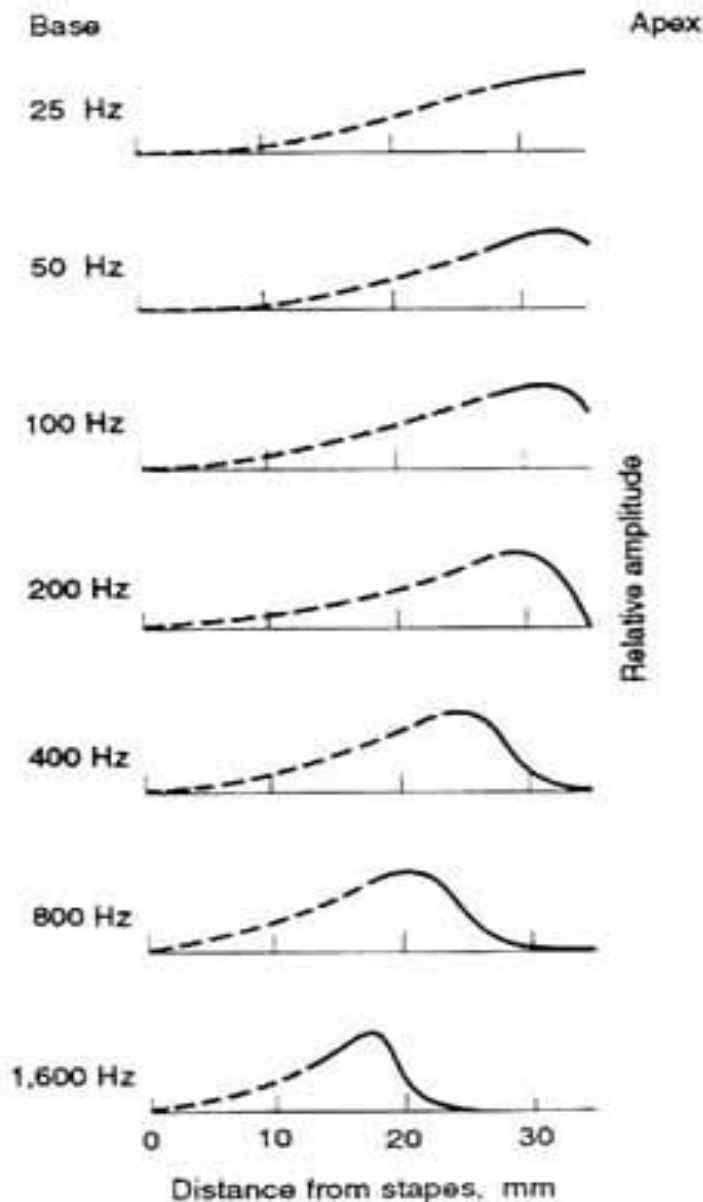 Base Apex
25 Hz
50 Hz
100 Hz
200 Hz
Relative amplitude
400 Hz
800 Hz
1,600 Hz
0 10 20 30
Distance from stapes, mm